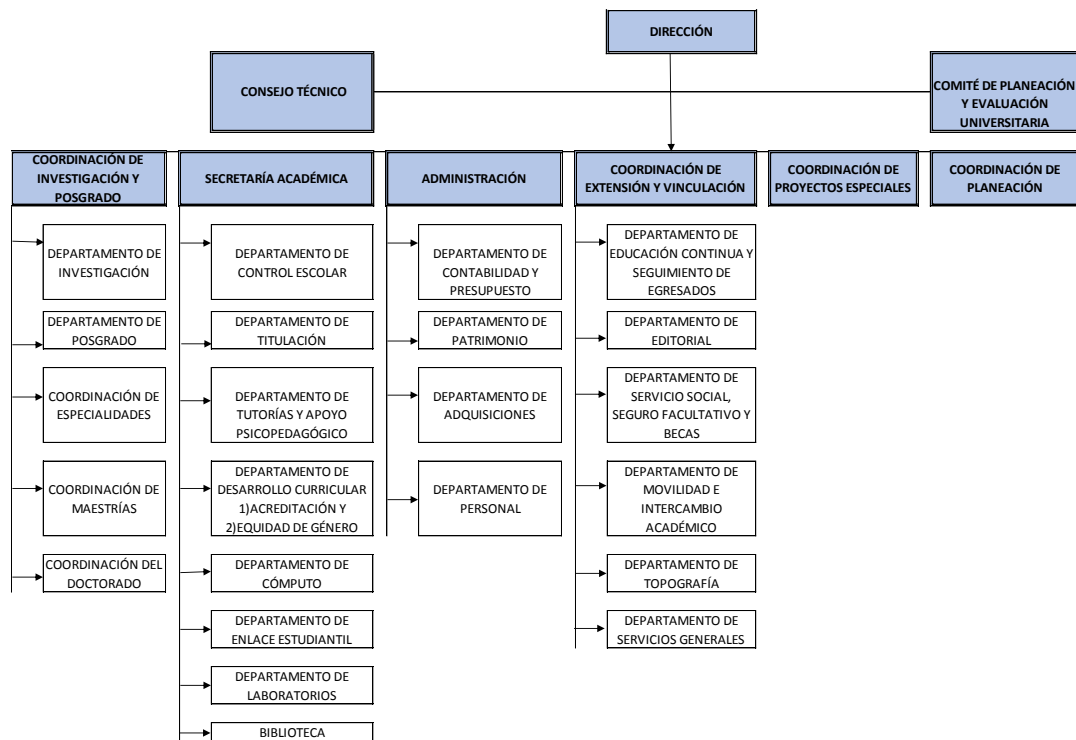 DIRECCIÓN
CONSEJO TÉCNICO
COMITÉ DE PLANEACIÓN
Y EVALUACIÓN
UNIVERSITARIA
COORDINACIÓN DE
INVESTIGACIÓN Y
POSGRADO
SECRETARÍA ACADÉMICA
ADMINISTRACIÓN
COORDINACIÓN DE
EXTENSIÓN Y VINCULACIÓN
COORDINACIÓN DE
PROYECTOS ESPECIALES
COORDINACIÓN DE
PLANEACIÓN
DEPARTAMENTO DE
INVESTIGACIÓN
DEPARTAMENTO DE
POSGRADO
COORDINACIÓN DE
ESPECIALIDADES
COORDINACIÓN DE
MAESTRÍAS
COORDINACIÓN DEL
DOCTORADO
DEPARTAMENTO DE
CONTROL ESCOLAR
DEPARTAMENTO DE
TITULACIÓN
DEPARTAMENTO DE
TUTORÍAS Y APOYO
PSICOPEDAGÓGICO
DEPARTAMENTO DE
DESARROLLO CURRICULAR
1)ACREDITACIÓN Y
2)EQUIDAD DE GÉNERO
DEPARTAMENTO DE
CÓMPUTO
DEPARTAMENTO DE
ENLACE ESTUDIANTIL
DEPARTAMENTO DE
LABORATORIOS
BIBLIOTECA
DEPARTAMENTO DE
CONTABILIDAD Y
PRESUPUESTO
DEPARTAMENTO DE
PATRIMONIO
DEPARTAMENTO DE
ADQUISICIONES
DEPARTAMENTO DE
PERSONAL
DEPARTAMENTO DE
EDUCACIÓN CONTINUA Y
SEGUIMIENTO DE
EGRESADOS
DEPARTAMENTO DE
EDITORIAL
DEPARTAMENTO DE
SERVICIO SOCIAL,
SEGURO FACULTATIVO Y
BECAS
DEPARTAMENTO DE
MOVILIDAD E
INTERCAMBIO
ACADÉMICO
DEPARTAMENTO DE
TOPOGRAFÍA
DEPARTAMENTO DE
SERVICIOS GENERALES